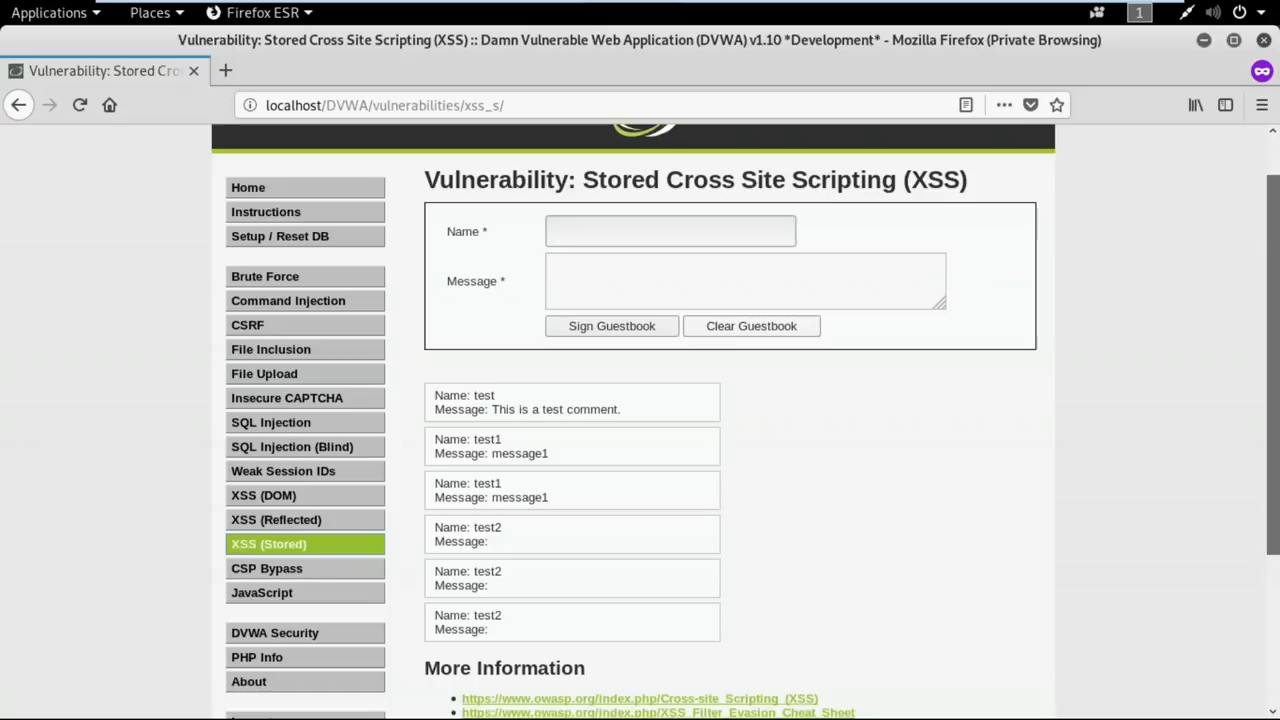 Applications Places Firefox ESR 1
Vulnerability: Stored Cross Site Scripting (XSS) :: Damn Vulnerable Web Application (DVWA) v1.10 *Development* - Mozilla Firefox (Private Browsing)
Vulnerability: Stored Cro
localhost/DVWA/vulnerabilities/xss_s/
Vulnerability: Stored Cross Site Scripting (XSS)
Home
Instructions
Setup / Reset DB
Brute Force
Command Injection
CSRF
File Inclusion
File Upload
Insecure CAPTCHA
SQL Injection
SQL Injection (Blind)
Weak Session IDs
XSS (DOM)
XSS (Reflected)
XSS (Stored)
CSP Bypass
JavaScript
DVWA Security
PHP Info
About
Name *
Message *
Sign Guestbook Clear Guestbook
Name: test
Message: This is a test comment.
Name: test1
Message: message1
Name: test1
Message: message1
Name: test2
Message:
Name: test2
Message:
Name: test2
Message:
More Information
https://www.owasp.org/index.php/Cross-site_Scripting_(XSS)
https://www.owasp.org/index.php/XSS_Filter_Evasion_Cheat_Sheet